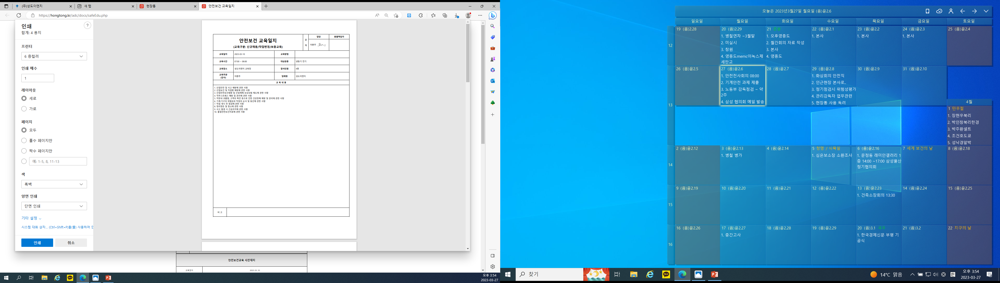 (주)성도이엔지
새 탭
현장통
안전보건 교육일지
https://hongtong.kr/adc/docs/safeEdu.php
인쇄
합계: 4 용지
?
프린터
6 중컬러
인쇄 매수
1
레이아웃
세로
가로
페이지
모두
홀수 페이지만
짝수 페이지만
예: 1-5, 8, 11-13
색
흑백
양면 인쇄
단면 인쇄
기타 설정
시스템 대화 상자... (Ctrl+Shift+P)을(를) 사용하여 인
인쇄
취소
안전보건 교육일지
(교육구분: 신규채용/작업변경/보충교육)
결
재
담당
총괄책임자
이환주
교육일자
2023-03-10
교육방법
교육시간
07:00 ~ 08:00
대상공종
냉동기 전기
교육장소
성도이엔지 교육장
참석인원
4명
교육주관
(강사)
이환주
업체명
성도이엔지
교 육 내 용
1. 산업안전 및 사고 예방에 관한 사항
2. 산업보건 및 직업병 예방에 관한 사항
3. 산업안전보건법령 및 산업재해 보상보험 제도에 관한 사항
4. 직무스트레스 예방 및 관리에 관한 사항
5. 직장내 괴롭힘, 고객의 폭언 등으로 인한 건강장해 예방 및 관리에 관한 사항
6. 기계.기구의 위험성과 작업의 순서 및 동선에 관한 사항
7. 작업 개시 전 점검에 관한 사항
8. 정리정돈 및 청소에 관한 사항
9. 사고 발생 시 긴급조치에 관한 사항
10. 물질안전보건자료에 관한 사항
비 고
안전보건교육 사진대지
교육일자
2023-03-10
오후 3:54
2023-03-27
오늘은 2023년3월27일 월요일 (음)윤2.6
일요일 월요일 화요일 수요일 목요일 금요일 토요일
12
19 (음)2.28
20 (음)2.29
1. 병철연차 ~3월말
2. 미실시
3. 창원
4. 영종도memc이녹스제
세판교
21 춘분
1. 오후영종도
2. 월간회의 자료 작성
3. 본사
4. 영종도
22 (음)윤2.1
1. 본사
23 (음)윤2.2
1. 본사
24 (음)윤2.3
1. 본사
25 (음)윤2.4
13
26 (음)윤2.5
27 (음)윤2.6
1. 안전전사회의 08:00
2. 기계안전 과제 제출
3. 노동부 감독점검 ~ 약
2주
4. 삼성 협의회 메일 발송
28 (음)윤2.7
29 (음)윤2.8
1. 화상회의 안전직
2. 인근현장 본사로..
3. 정기점검시 위험성평가
4. 관리감독자 업무관련
5. 현장통 사용 독려
30 (음)윤2.9
31 (음)윤2.10
4월
1 만우절
1. 장현우북리
2. 박인창북리한경
3. 박주환셀트
4. 조건호도쿄
5. 성낙경알박
14
2 (음)윤2.12
3 (음)윤2.13
1. 병철 병가
4 (음)윤2.14
5 청명 / 식목일
1. 심은보소장 소환조사
6 (음)윤2.16
1. 문정동 래미안갤러리 1
층 14:00 ~17:00 삼성물산
정기협의회
7 세계 보건의 날
8 (음)윤2.18
15
9 (음)윤2.19
10 (음)윤2.20
11 (음)윤2.21
12 (음)윤2.22
13 (음)윤2.23
1. 건축소장회의 13:30
14 (음)윤2.24
15 (음)윤2.25
16
16 (음)윤2.26
17 (음)윤2.27
1. 중간고사
18 (음)윤2.28
19 (음)윤2.29
20 (음)3.1 곡우
1. 한국경제신문 부평 기
공식
21 (음)3.2
22 지구의 날
찾기
14°C 맑음
한
오후 3:54
2023-03-27